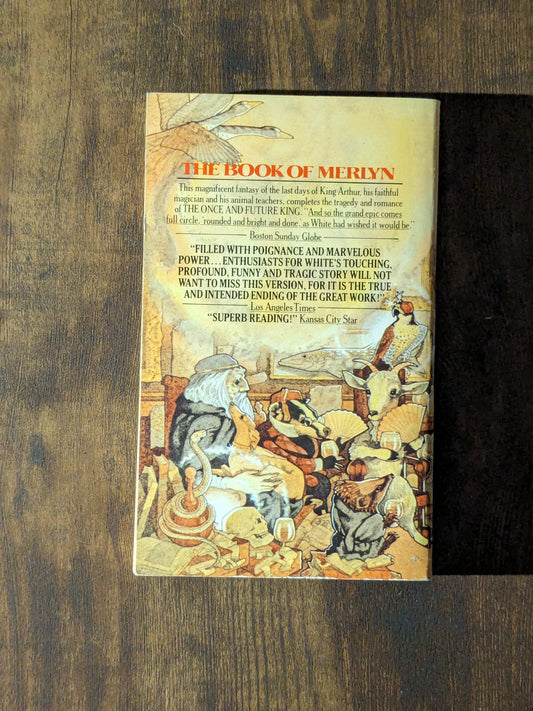 THE BOOK OF MERLYN
This magnificent fantasy of the last days of King Arthur, his faithful
magician and his animal teachers, completes the tragedy and romance
of THE ONCE AND FUTURE KING. "And so the grand epic comes
full circle, 'rounded and bright and done,' as White had wished it would be."
Boston Sunday Globe
"FILLED WITH POIGNANCE AND MARVELOUS
POWER...ENTHUSIASTS FOR WHITE'S TOUCHING,
PROFOUND, FUNNY AND TRAGIC STORY WILL NOT
WANT TO MISS THIS VERSION, FOR IT IS THE TRUE
AND INTENDED ENDING OF THE GREAT WORK!"
Los Angeles Times
"SUPERB READING!" Kansas City Star